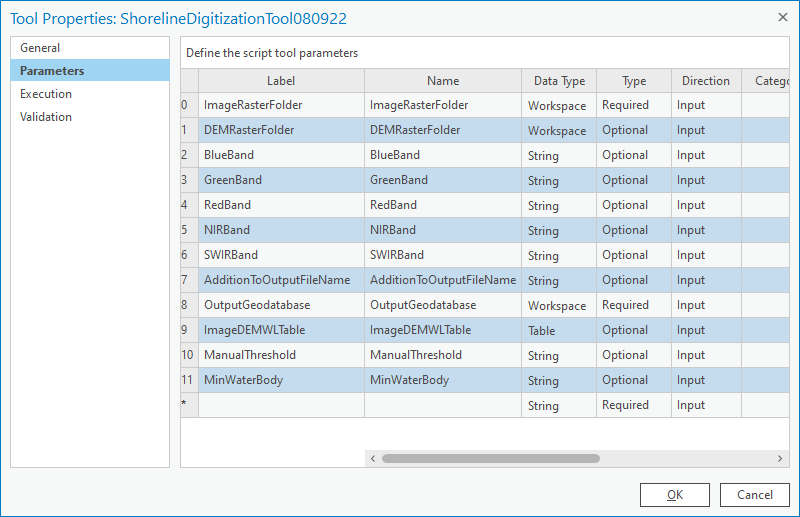 Tool Properties: ShorelineDigitizationTool080922
General
Parameters
Execution
Validation
Define the script tool parameters
Label Name Data Type Type Direction Catego
0 ImageRasterFolder ImageRasterFolder Workspace Required Input
1 DEMRasterFolder DEMRasterFolder Workspace Optional Input
2 BlueBand BlueBand String Optional Input
3 GreenBand GreenBand String Optional Input
4 RedBand RedBand String Optional Input
5 NIRBand NIRBand String Optional Input
6 SWIRBand SWIRBand String Optional Input
7 AdditionToOutputFileName AdditionToOutputFileName String Optional Input
8 OutputGeodatabase OutputGeodatabase Workspace Required Input
9 ImageDEMWLTable ImageDEMWLTable Table Optional Input
10 ManualThreshold ManualThreshold String Optional Input
11 MinWaterBody MinWaterBody String Optional Input
* String Required Input
OK Cancel